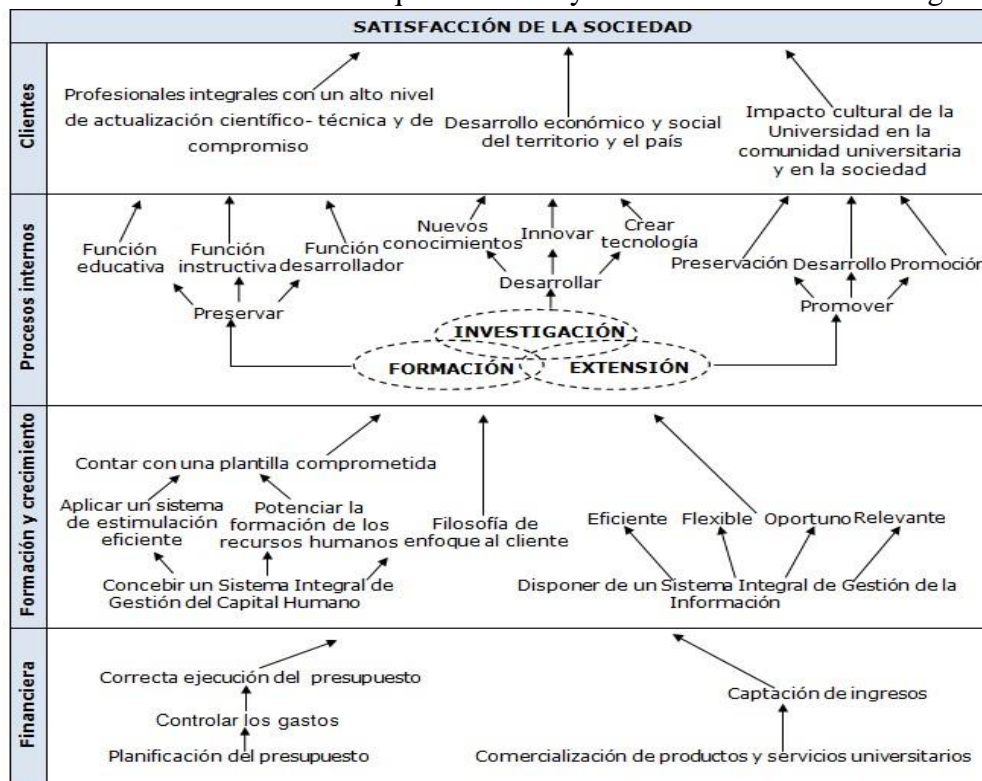 SATISFACCIÓN DE LA SOCIEDAD
Clientes
Profesionales integrales con un alto nivel
de actualización científico- técnica y de
compromiso
Desarrollo económico y social
del territorio y el país
Impacto cultural de la
Universidad en la
comunidad universitaria
y en la sociedad
Procesos internos
Función
educativa
Función
instructiva
Función
desarrollador
Nuevos
conocimientos
Innovar
Crear
tecnología
Preservación
Desarrollo
Promoción
Preservar
Desarrollar
Promover
INVESTIGACIÓN
FORMACIÓN
EXTENSIÓN
Formación y crecimiento
Contar con una plantilla comprometida
Aplicar un sistema
de estimulación
eficiente
Potenciar la
formación de los
recursos humanos
Filosofía de
enfoque al cliente
Eficiente
Flexible
Oportuno
Relevante
Concebir un Sistema Integral de
Gestión del Capital Humano
Disponer de un Sistema Integral de Gestión de la
Información
Financiera
Correcta ejecución del presupuesto
Controlar los gastos
Planificación del presupuesto
Captación de ingresos
Comercialización de productos y servicios universitarios